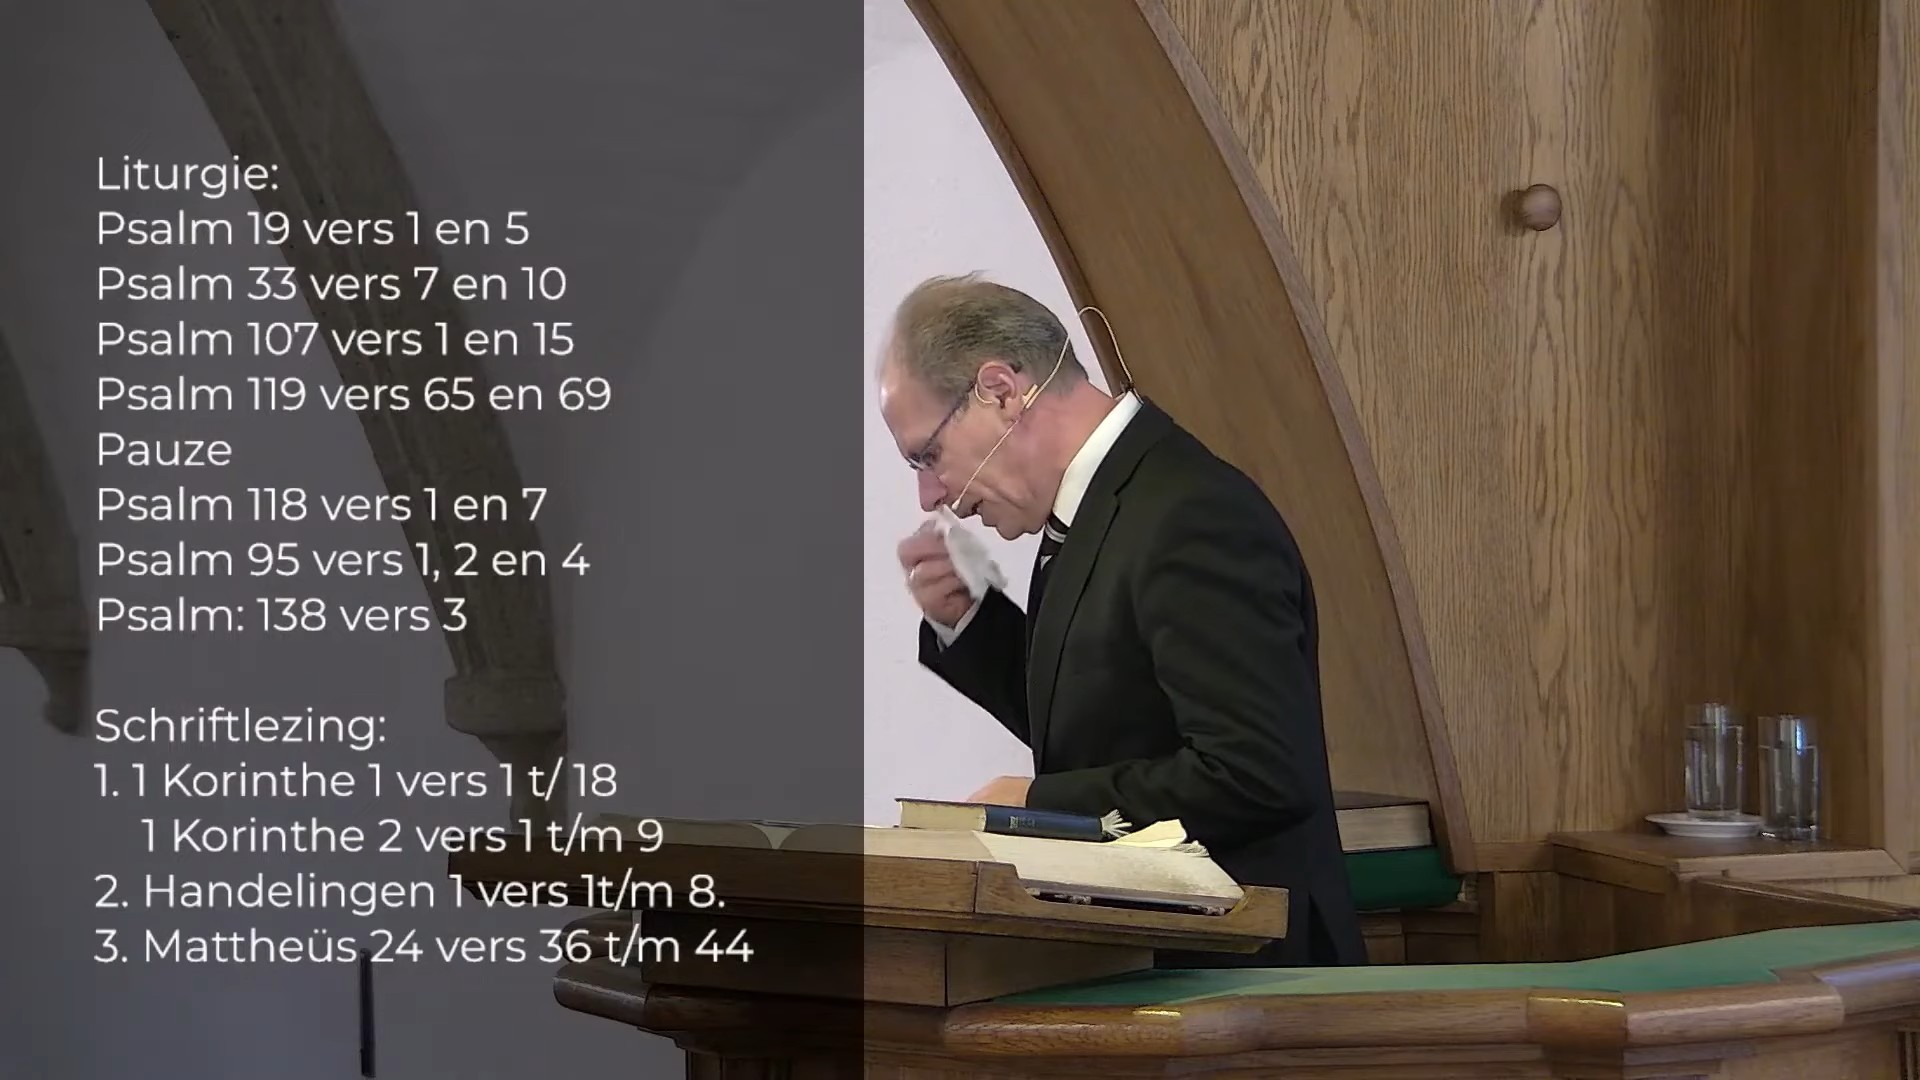 Liturgie:
Psalm 19 vers 1 en 5
Psalm 33 vers 7 en 10
Psalm 107 vers 1 en 15
Psalm 119 vers 65 en 69
Pauze
Psalm 118 vers 1 en 7
Psalm 95 vers 1, 2 en 4
Psalm: 138 vers 3
Schriftlezing:
1. 1 Korinthe 1 vers 1 t/ 18
1 Korinthe 2 vers 1 t/m 9
2. Handelingen 1 vers 1t/m 8.
3. Mattheüs 24 vers 36 t/m 44